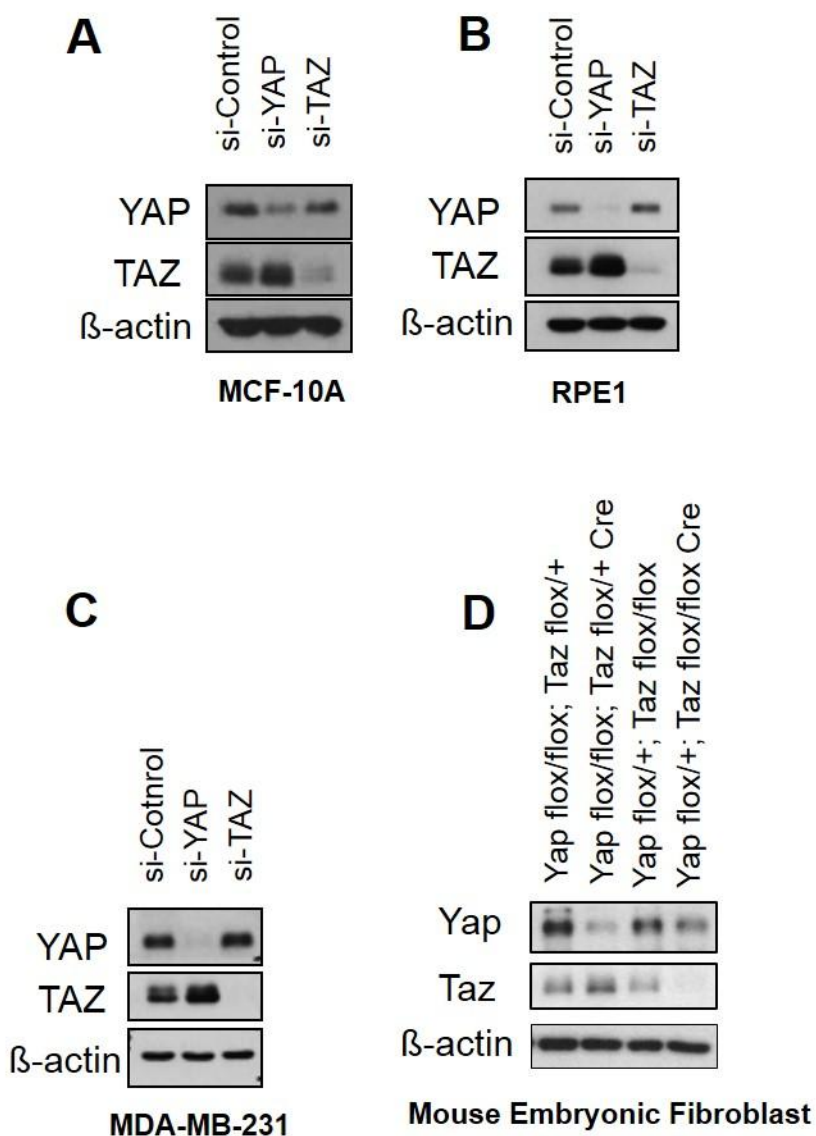 A
si-Control
si-YAP
si-TAZ
YAP
TAZ
ß-actin
MCF-10A
B
si-Control
si-YAP
si-TAZ
YAP
TAZ
ß-actin
RPE1
C
si-Cotnrol
si-YAP
si-TAZ
YAP
TAZ
ß-actin
MDA-MB-231
D
Yap flox/flox; Taz flox/+
Yap flox/flox; Taz flox/+ Cre
Yap flox/+; Taz flox/flox
Yap flox/+; Taz flox/flox Cre
Yap
Taz
ß-actin
Mouse Embryonic Fibroblast